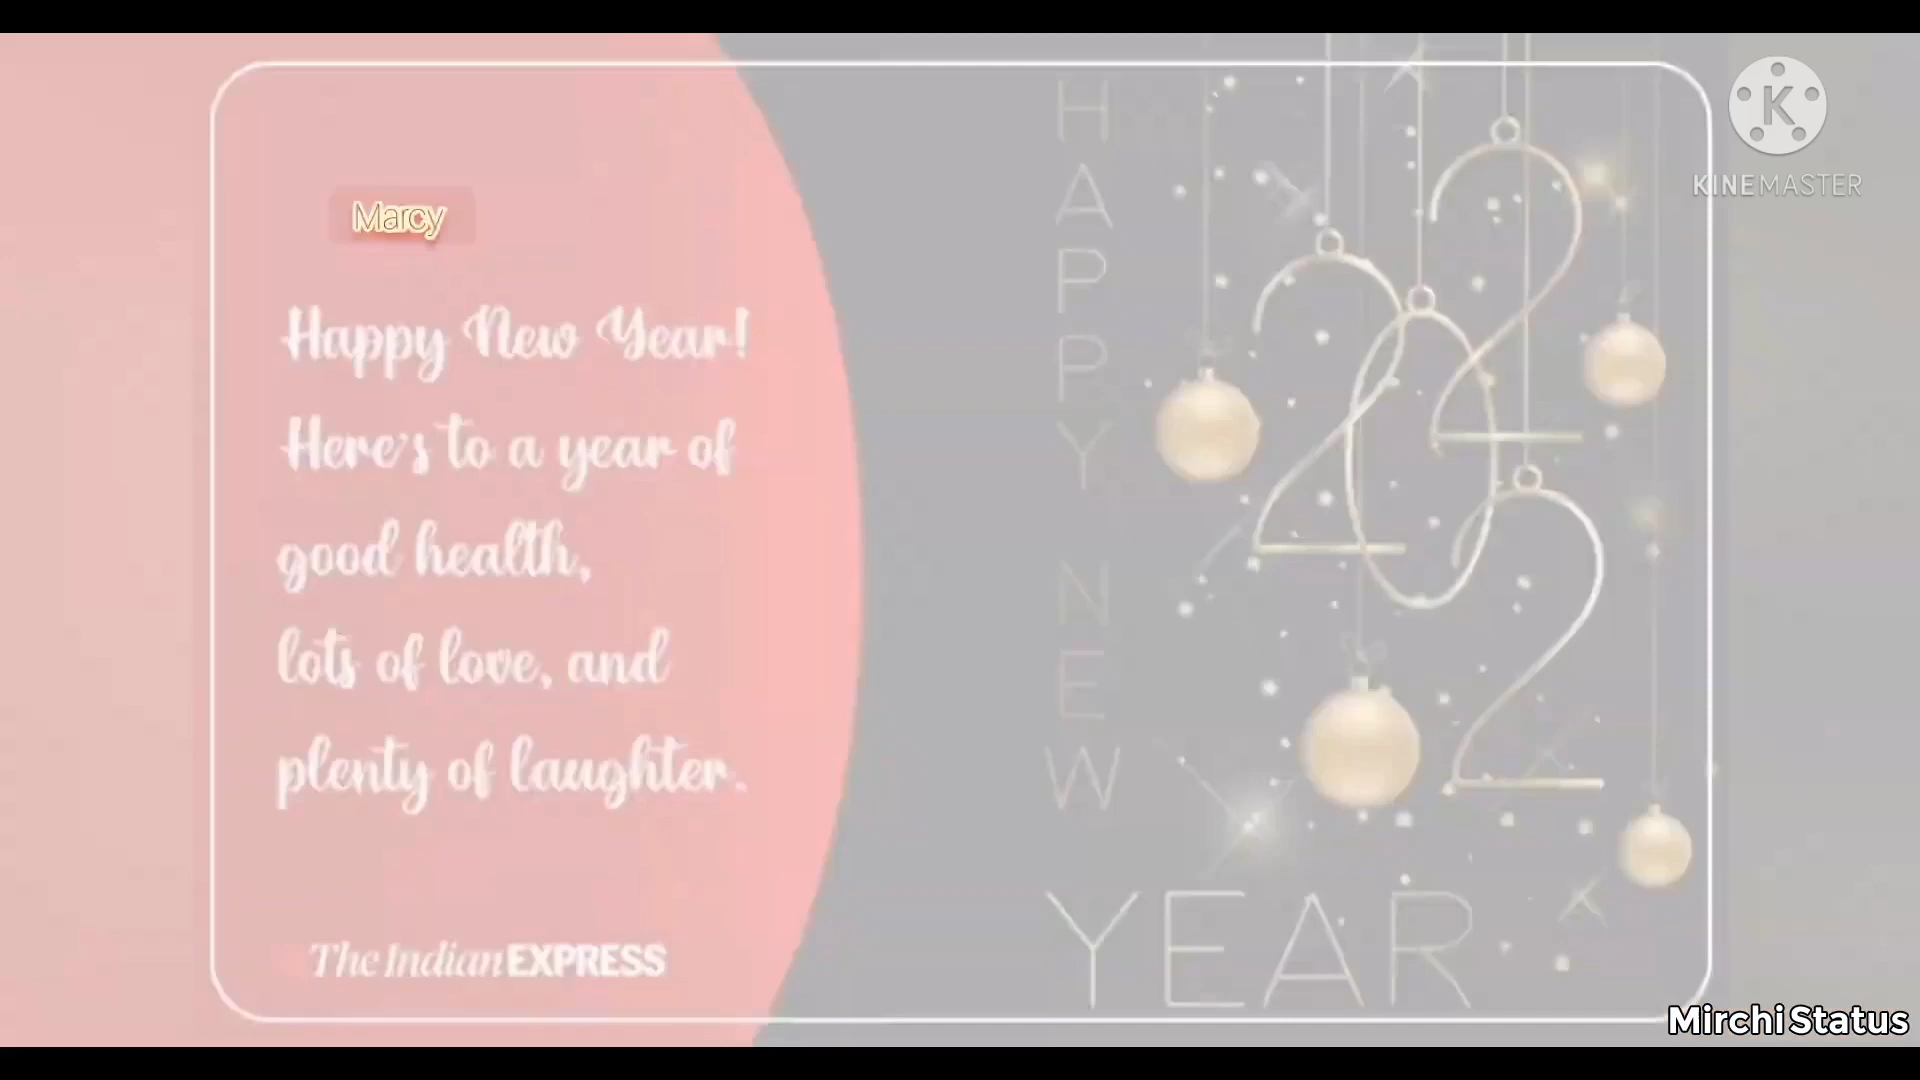 Marcy
Happy New Year!
Here's to a year of
good health,
lots of love, and
plenty of laughter.
The Indian EXPRESS
HAPPY NEW
YEAR
2022
K
KINEMASTER
Mirchi Status